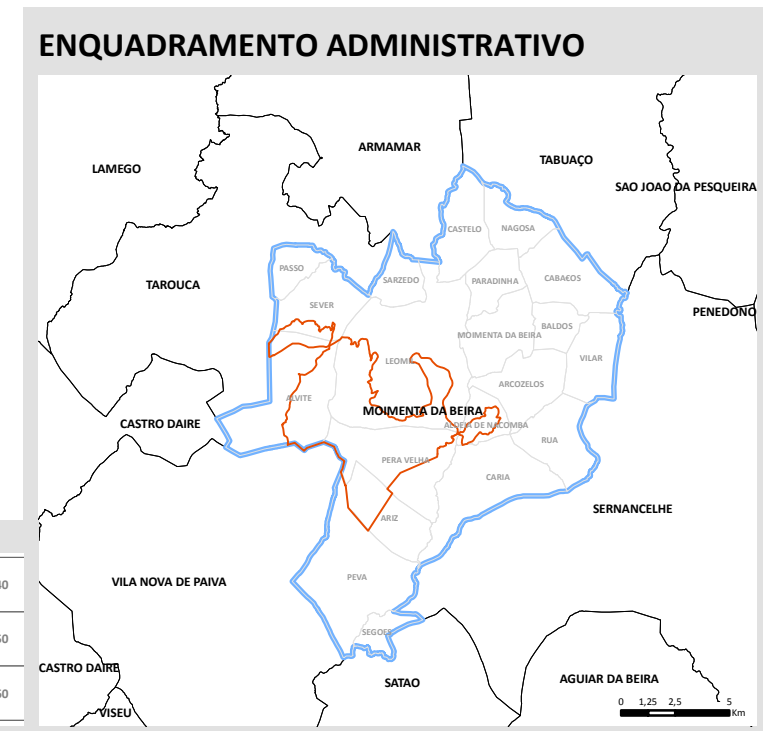 ENQUADRAMENTO ADMINISTRATIVO
ARMAMAR
LAMEGO
TABUAÇO
SAO JOAO DA PESQUEIRA
CASTELO
NAGOSA
PASSO
SARZEDO
PARADINHA
CABA€OS
TAROUCA
SEVER
PENEDONO
BALDOS
MOIMENTA DA BEIRA
VILAR
LEOMIL
ARCOZELOS
ALVITE
MOIMENTA DA BEIRA
CASTRO DAIRE
ALDEIA DE NACOMBA
RUA
PERA VELHA
CARIA
SERNANCELHE
ARIZ
VILA NOVA DE PAIVA
PEVA
SEGOES
CASTRO DAIRE
SATAO
AGUIAR DA BEIRA
VISEU
0 1,25 2,5 5
Km